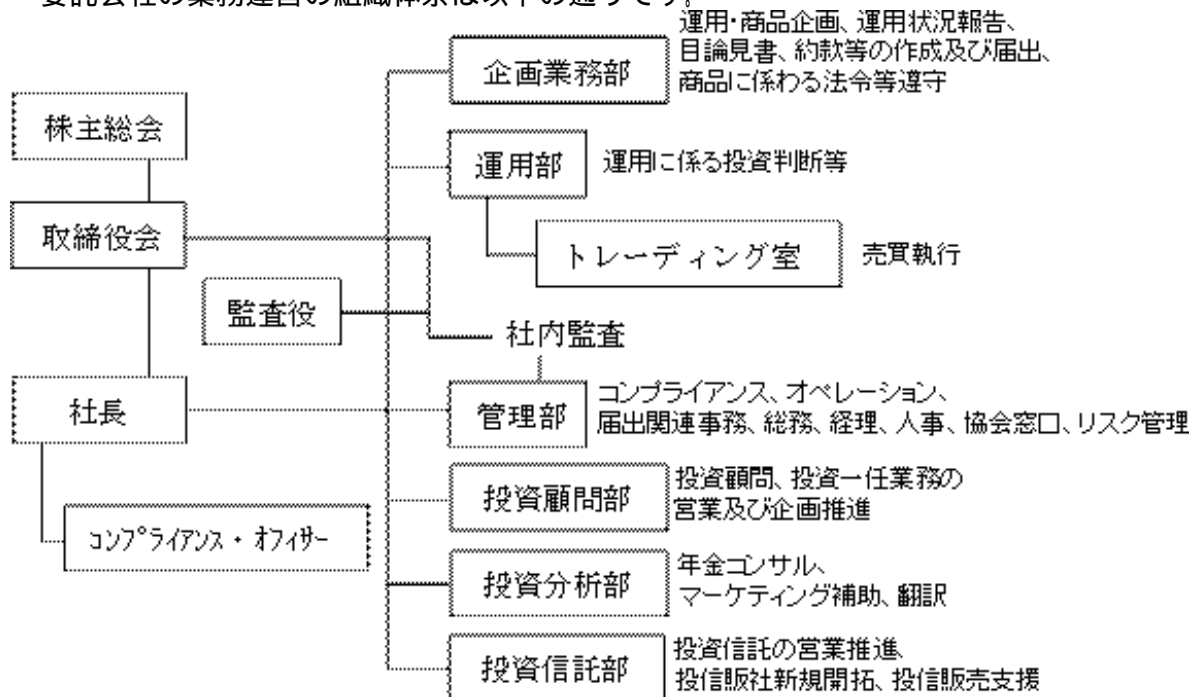 委託会社の業務運営の組織体系は以下の通りです。
運用・商品企画、運用状況報告、
目論見書、約款等の作成及び届出、
商品に係わる法令等遵守
企画業務部
株主総会
運用部
運用に係る投資判断等
取締役会
トレーディング室
売買執行
監査役
社内監査
社長
管理部
コンプライアンス、オペレーション、
届出関連事務、総務、経理、人事、協会窓口、リスク管理
投資顧問部
投資顧問、投資一任業務の
営業及び企画推進
コンプライアンス・オフィサー
投資分析部
年金コンサル、
マーケティング補助、翻訳
投資信託部
投資信託の営業推進、
投信販社新規開拓、投信販売支援